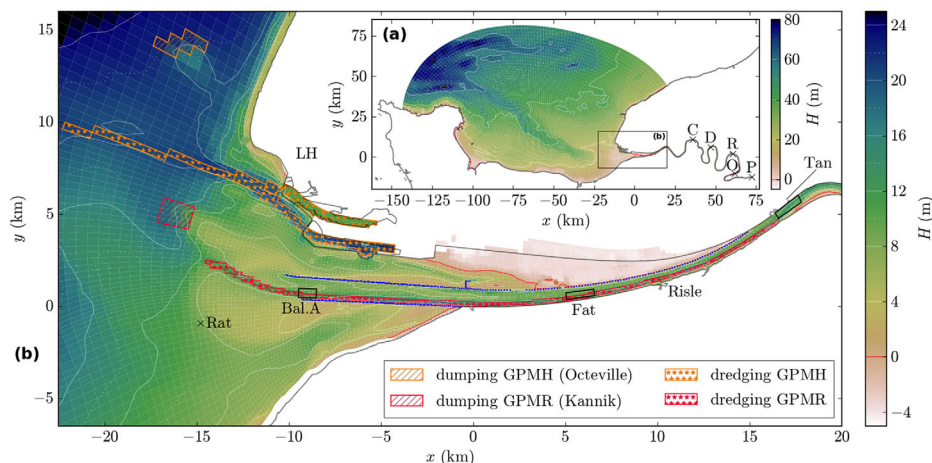 (a)
80
60
40
20
0
H (m)
75
50
25
0
y (km)
(b)
C
D
R
O
P
−150
−125
−100
−75
−50
−25
0
25
50
75
x (km)
15
10
5
0
−5
y (km)
LH
Tan
Risle
Fat
Bal.A
×Rat
(b)
dumping GPMH (Octeville)
dredging GPMH
dumping GPMR (Kannik)
dredging GPMR
−20
−15
−10
−5
0
5
10
15
20
x (km)
24
20
16
12
8
4
0
−4
H (m)